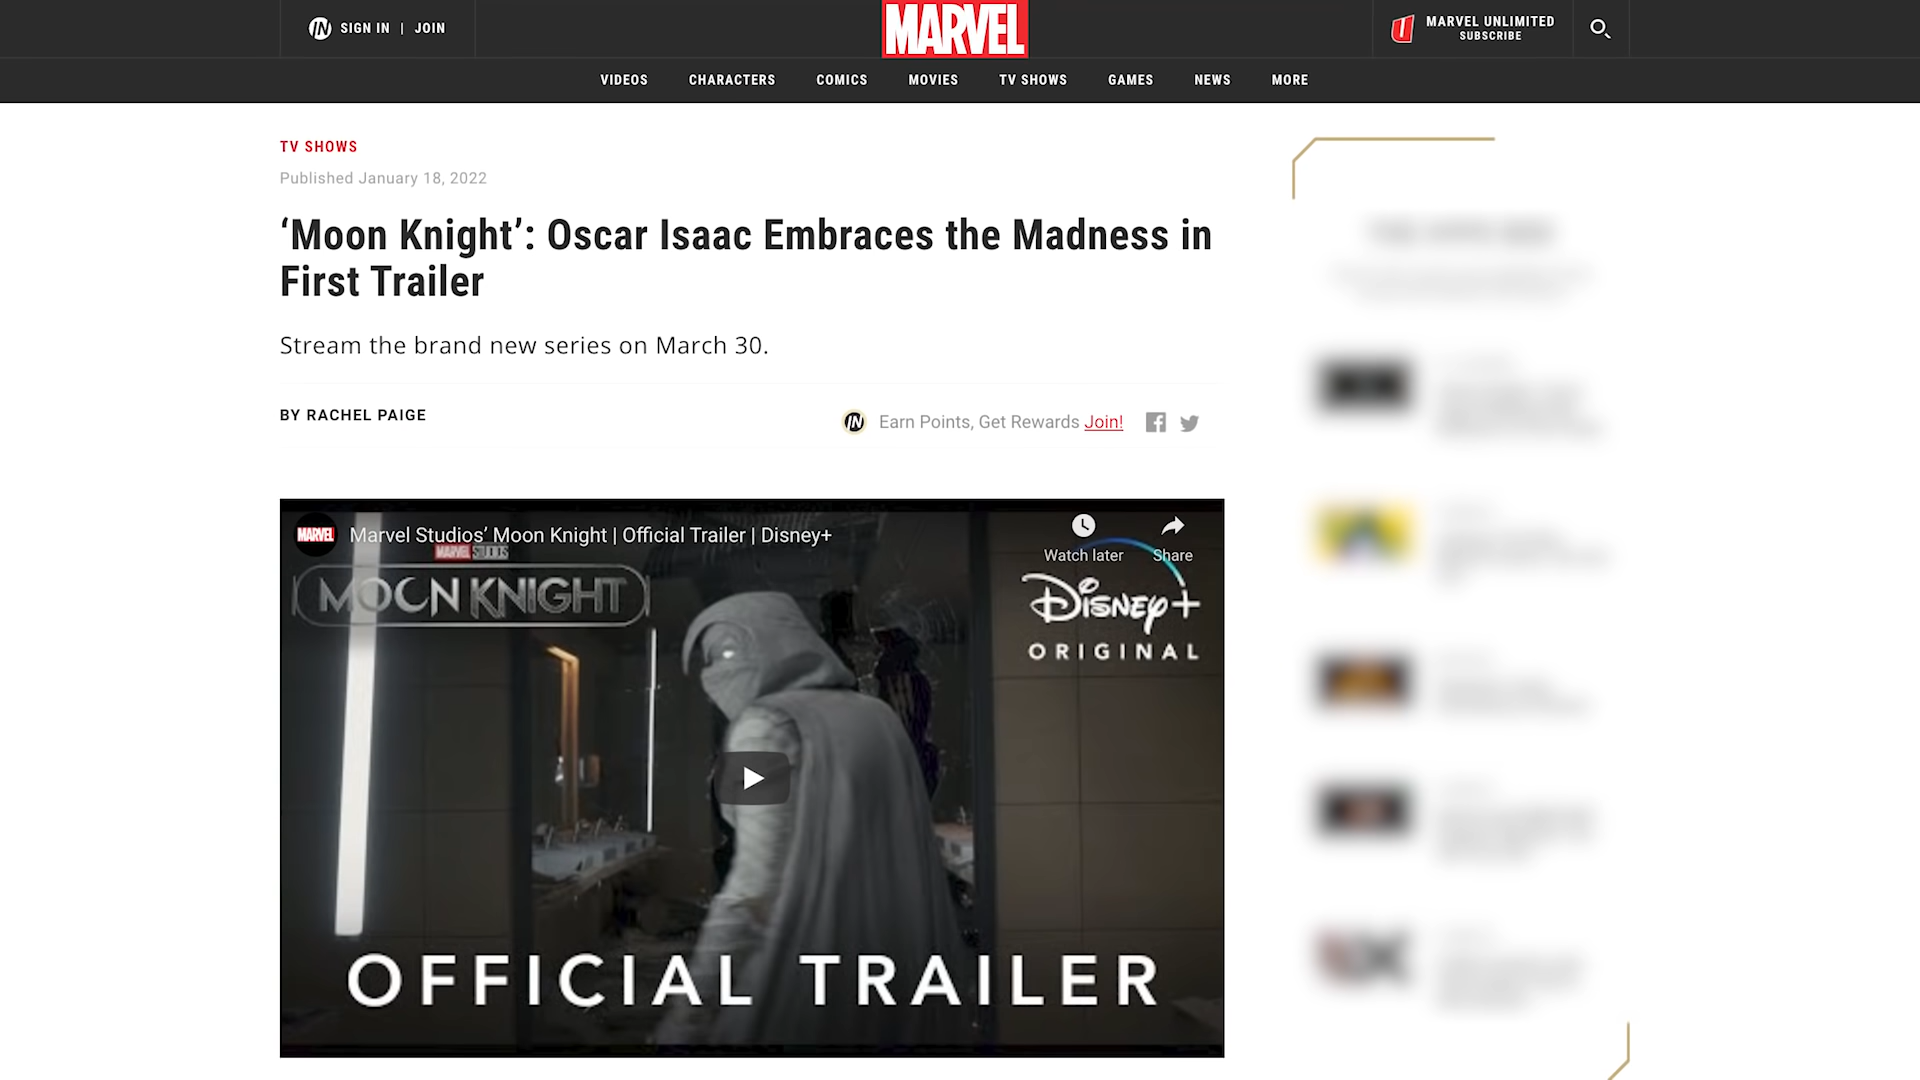 SIGN IN | JOIN
MARVEL
MARVEL UNLIMITED
SUBSCRIBE
VIDEOS CHARACTERS COMICS MOVIES TV SHOWS GAMES NEWS MORE
TV SHOWS
Published January 18, 2022
‘Moon Knight’: Oscar Isaac Embraces the Madness in
First Trailer
Stream the brand new series on March 30.
BY RACHEL PAIGE
Earn Points, Get Rewards Join!
MARVEL
Marvel Studios’ Moon Knight | Official Trailer | Disney+
Watch later
Share
MARVEL STUDIOS
MOON KNIGHT
Disney+
ORIGINAL
OFFICIAL TRAILER